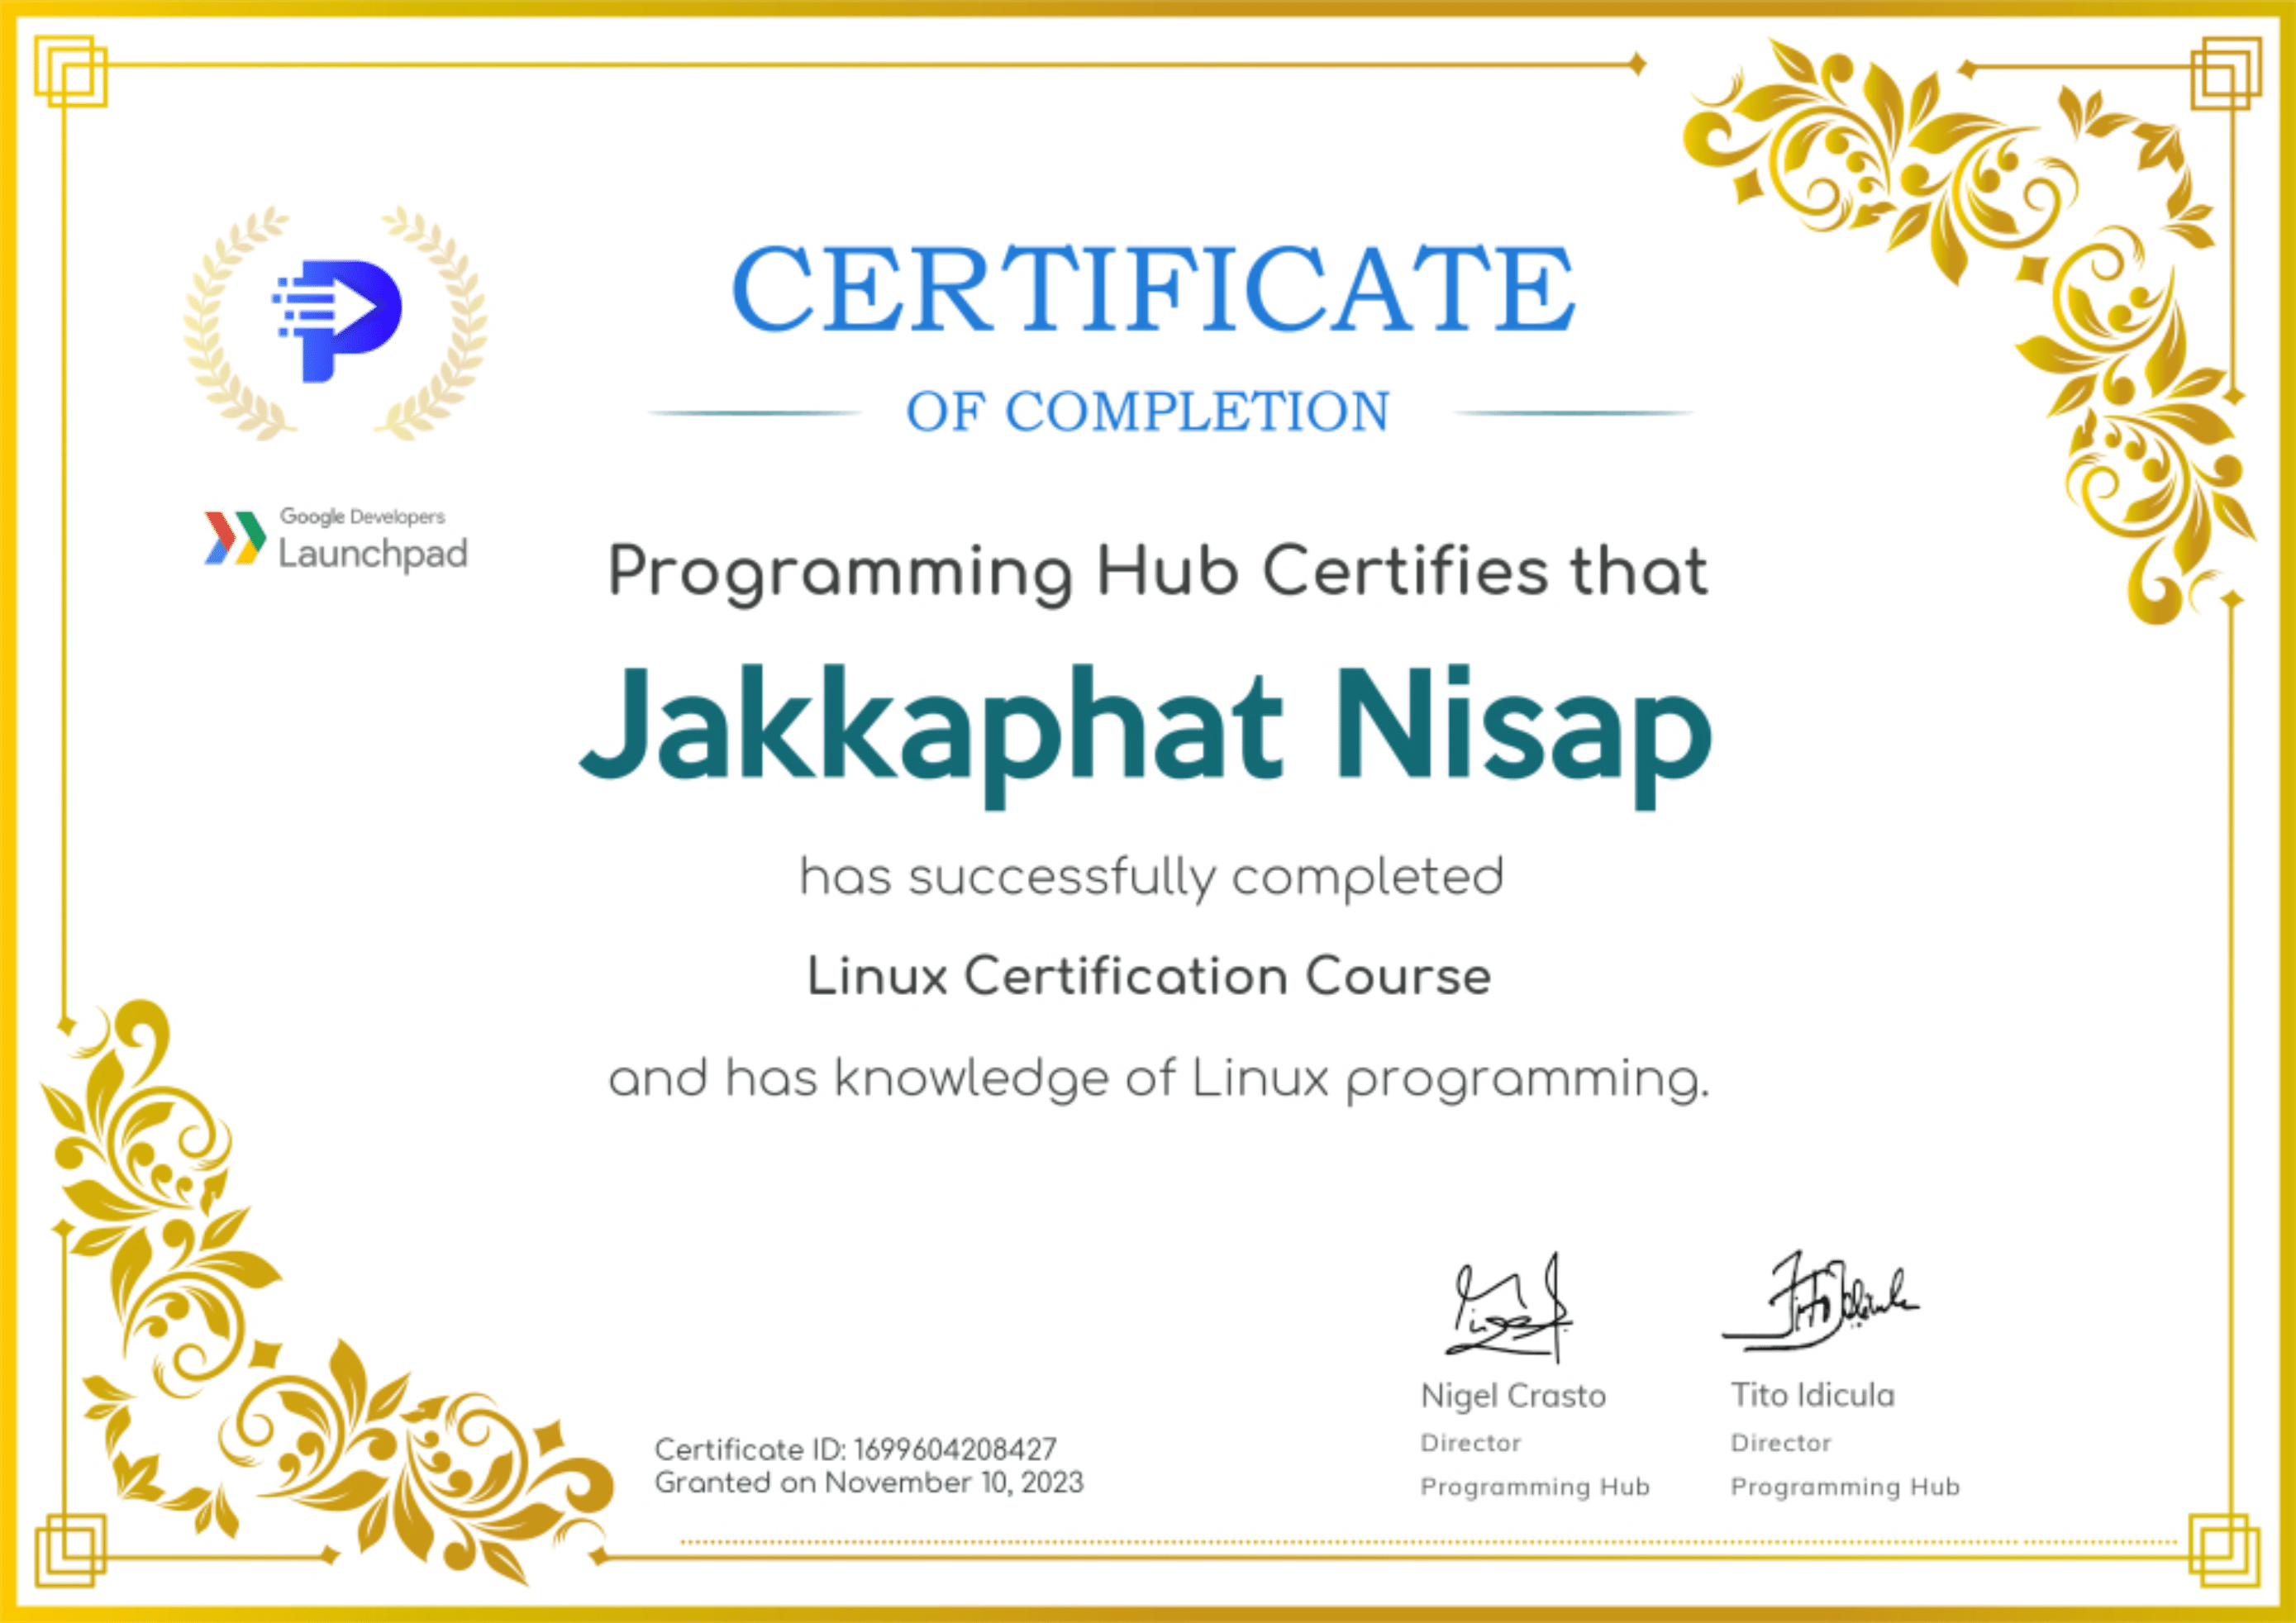 CERTIFICATE
OF COMPLETION
Google Developers
Launchpad
Programming Hub Certifies that
Jakkaphat Nisap
has successfully completed
Linux Certification Course
and has knowledge of Linux programming.
Certificate ID: 1699604208427
Granted on November 10, 2023
Nigel Crasto
Director
Programming Hub
Tito Idicula
Director
Programming Hub